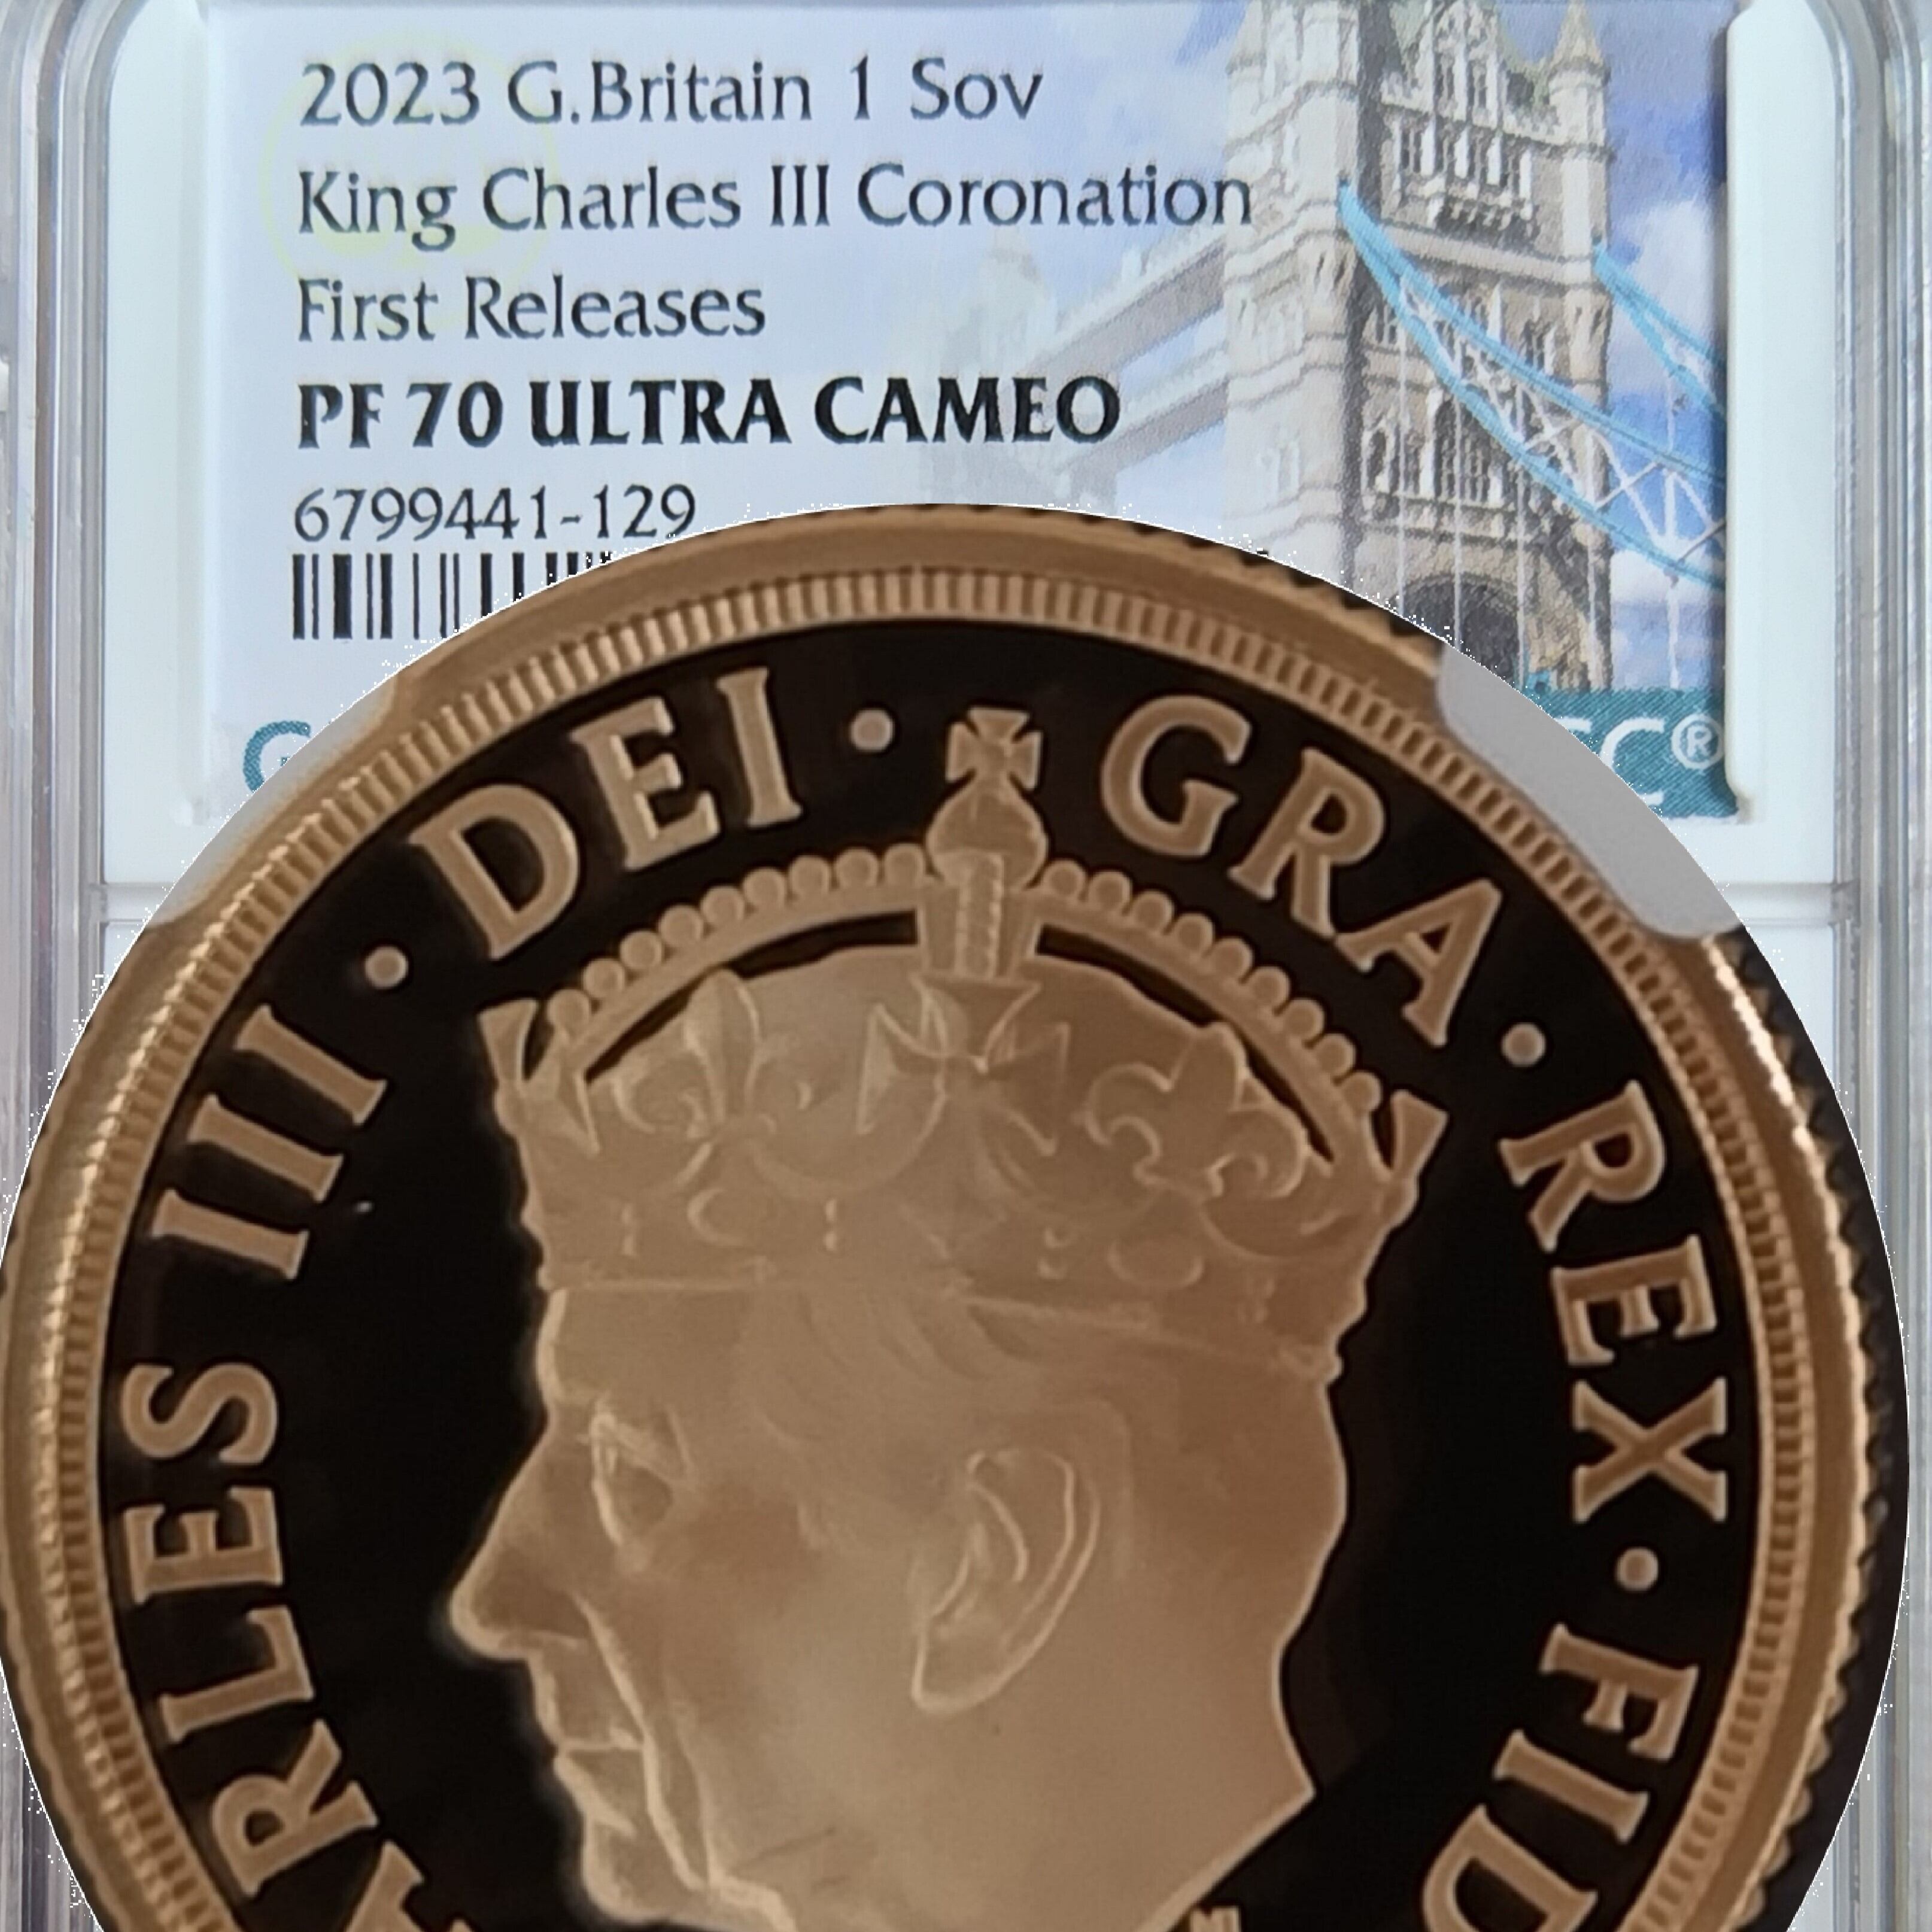 2023 G.Britain 1 Sov
King Charles III Coronation
First Releases
PF 70 ULTRA CAMEO
6799441-129
ARLES III · DEI · GRA · REX · FID